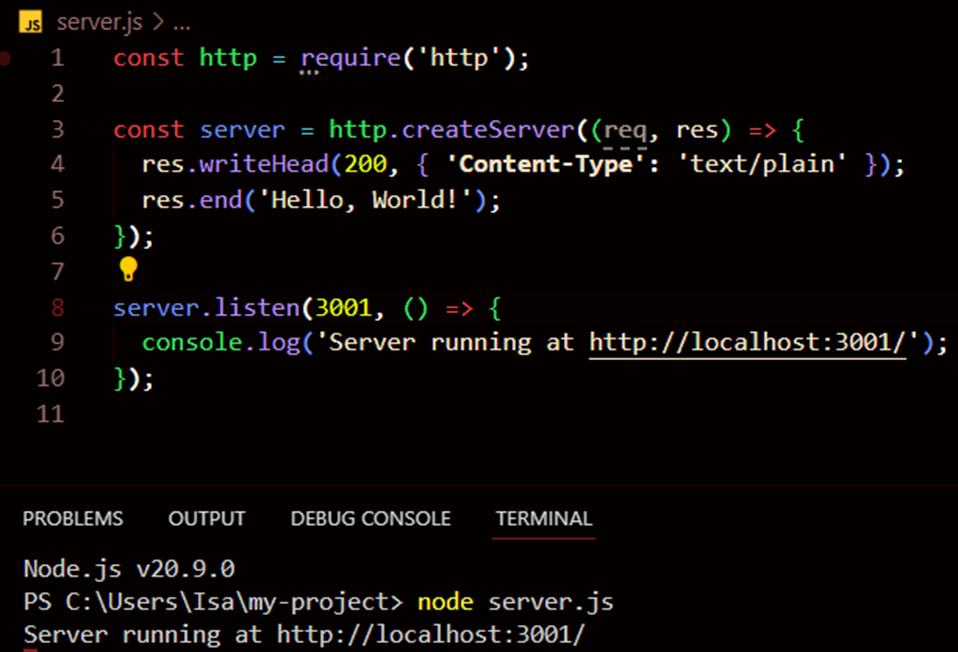 JS server.js > ...
1 const http = require('http');
2
3 const server = http.createServer((req, res) => {
4   res.writeHead(200, { 'Content-Type': 'text/plain' });
5   res.end('Hello, World!');
6 });
7
8 server.listen(3001, () => {
9   console.log('Server running at http://localhost:3001/');
10 });
11
PROBLEMS OUTPUT DEBUG CONSOLE TERMINAL
Node.js v20.9.0
PS C:\Users\Isa\my-project> node server.js
Server running at http://localhost:3001/